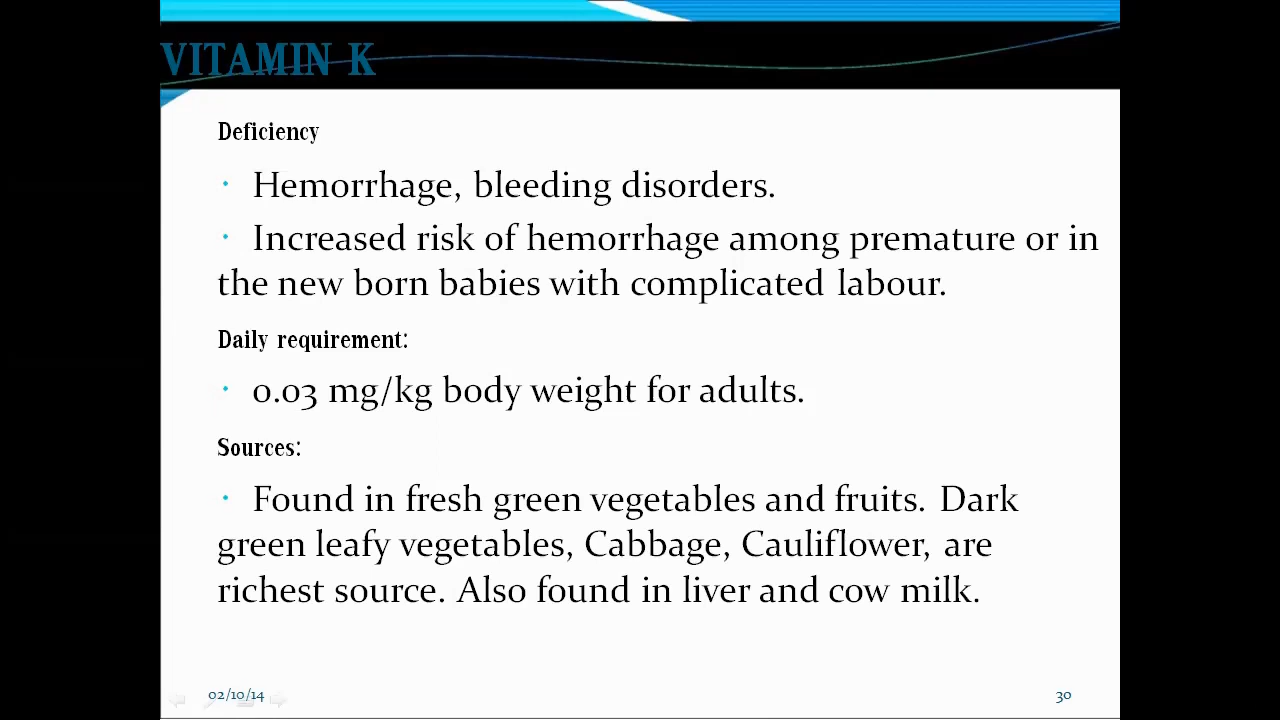 VITAMIN K
Deficiency
· Hemorrhage, bleeding disorders.
· Increased risk of hemorrhage among premature or in
the new born babies with complicated labour.
Daily requirement:
· 0.03 mg/kg body weight for adults.
Sources:
· Found in fresh green vegetables and fruits. Dark
green leafy vegetables, Cabbage, Cauliflower, are
richest source. Also found in liver and cow milk.
02/10/14
30